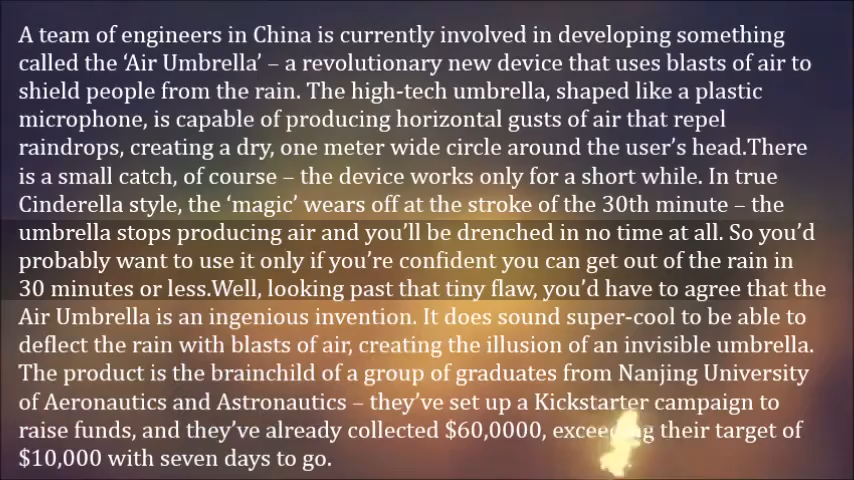 A team of engineers in China is currently involved in developing something
called the ‘Air Umbrella’ – a revolutionary new device that uses blasts of air to
shield people from the rain. The high-tech umbrella, shaped like a plastic
microphone, is capable of producing horizontal gusts of air that repel
raindrops, creating a dry, one meter wide circle around the user’s head.There
is a small catch, of course – the device works only for a short while. In true
Cinderella style, the ‘magic’ wears off at the stroke of the 30th minute – the
umbrella stops producing air and you’ll be drenched in no time at all. So you’d
probably want to use it only if you’re confident you can get out of the rain in
30 minutes or less.Well, looking past that tiny flaw, you’d have to agree that the
Air Umbrella is an ingenious invention. It does sound super-cool to be able to
deflect the rain with blasts of air, creating the illusion of an invisible umbrella.
The product is the brainchild of a group of graduates from Nanjing University
of Aeronautics and Astronautics – they’ve set up a Kickstarter campaign to
raise funds, and they’ve already collected $60,0000, exceeding their target of
$10,000 with seven days to go.